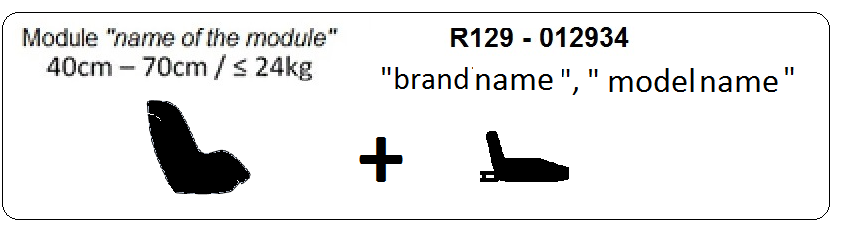 Module "name of the module"
40cm – 70cm / ≤ 24kg
R129 - 012934
"brand name ", " model name "
+